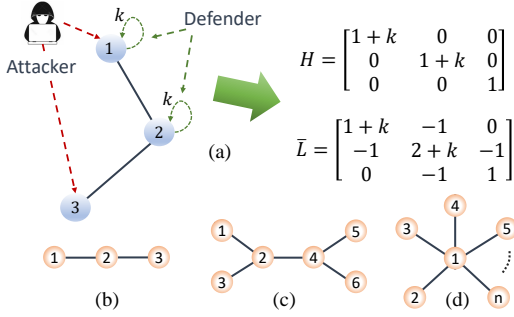 k
Defender
1
Attacker
k
2
(a)
3
H = [1 + k 0 0
0 1 + k 0
0 0 1]
L̄ = [1 + k −1 0
−1 2 + k −1
0 −1 1]
1 2 3
(b)
1 5
2 4
3 6
(c)
4
3 5
1
2 n
(d)